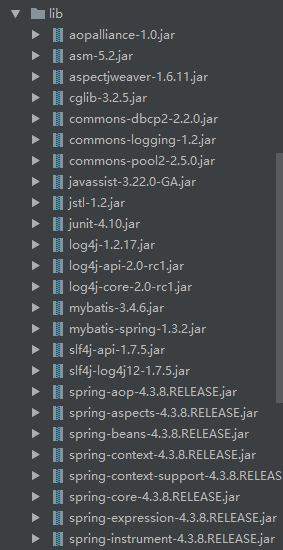 lib
aopalliance-1.0.jar
asm-5.2.jar
aspectjweaver-1.6.11.jar
cglib-3.2.5.jar
commons-dbcp2-2.2.0.jar
commons-logging-1.2.jar
commons-pool2-2.5.0.jar
javassist-3.22.0-GA.jar
jstl-1.2.jar
junit-4.10.jar
log4j-1.2.17.jar
log4j-api-2.0-rc1.jar
log4j-core-2.0-rc1.jar
mybatis-3.4.6.jar
mybatis-spring-1.3.2.jar
slf4j-api-1.7.5.jar
slf4j-log4j12-1.7.5.jar
spring-aop-4.3.8.RELEASE.jar
spring-aspects-4.3.8.RELEASE.jar
spring-beans-4.3.8.RELEASE.jar
spring-context-4.3.8.RELEASE.jar
spring-context-support-4.3.8.RELEAS
spring-core-4.3.8.RELEASE.jar
spring-expression-4.3.8.RELEASE.jar
spring-instrument-4.3.8.RELEASE.jar